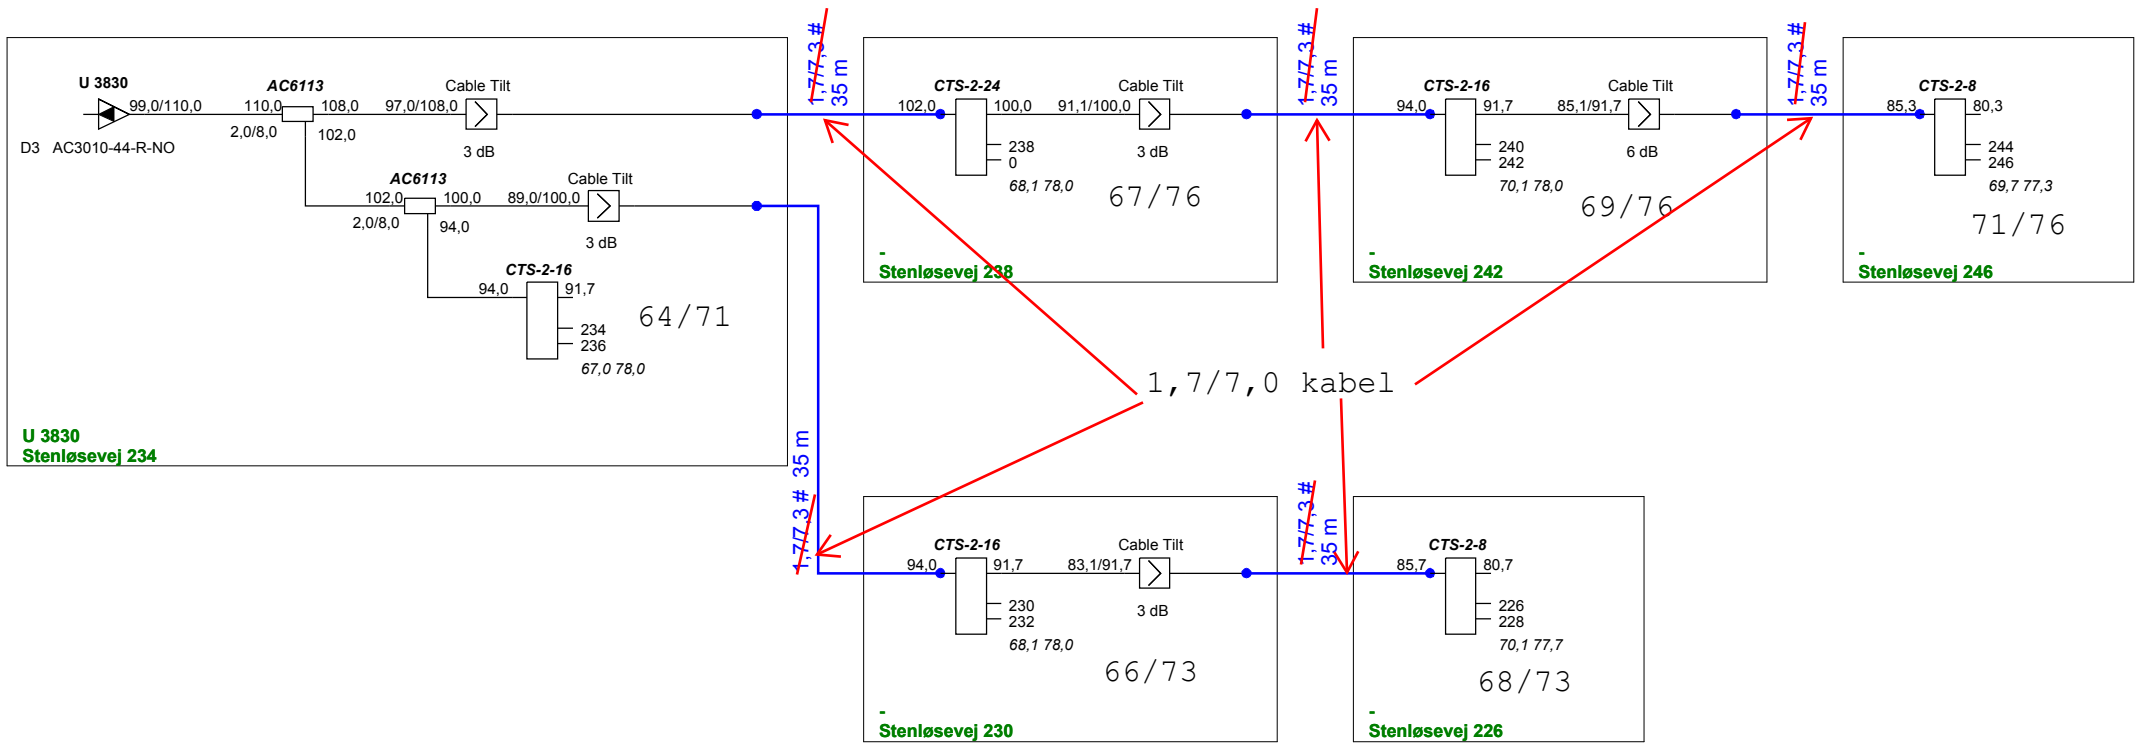 U 3830
99,0/110,0
D3 AC3010-44-R-NO
AC6113
110,0
108,0
2,0/8,0
102,0
97,0/108,0
Cable Tilt
3 dB
AC6113
102,0
100,0
2,0/8,0
94,0
89,0/100,0
Cable Tilt
3 dB
CTS-2-16
94,0
91,7
234
236
67,0 78,0
64/71
U 3830
Stenløsevej 234
1,7/7,3 #
35 m
CTS-2-24
102,0
100,0
238
0
68,1 78,0
91,1/100,0
Cable Tilt
3 dB
67/76
-
Stenløsevej 238
1,7/7,3 #
35 m
CTS-2-16
94,0
91,7
240
242
70,1 78,0
85,1/91,7
Cable Tilt
6 dB
69/76
-
Stenløsevej 242
1,7/7,3 #
35 m
CTS-2-8
85,3
80,3
244
246
69,7 77,3
71/76
-
Stenløsevej 246
1,7/7,0 kabel
1,7/7,3 # 35 m
CTS-2-16
94,0
91,7
230
232
68,1 78,0
83,1/91,7
Cable Tilt
3 dB
66/73
-
Stenløsevej 230
1,7/7,3 #
35 m
CTS-2-8
85,7
80,7
226
228
70,1 77,7
68/73
-
Stenløsevej 226